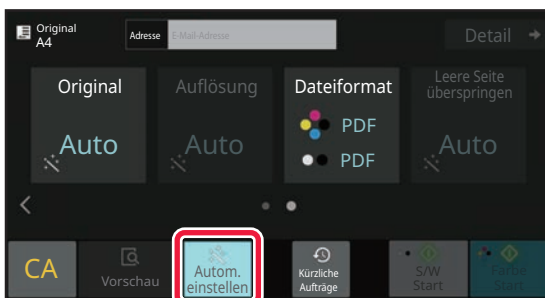 Original
A4
Adresse
E-Mail-Adresse
Detail
Original
Auto
Auflösung
Auto
Dateiformat
PDF
PDF
Leere Seite
überspringen
Auto
CA
Vorschau
Autom.
einstellen
Kürzliche
Aufträge
S/W
Start
Farbe
Start